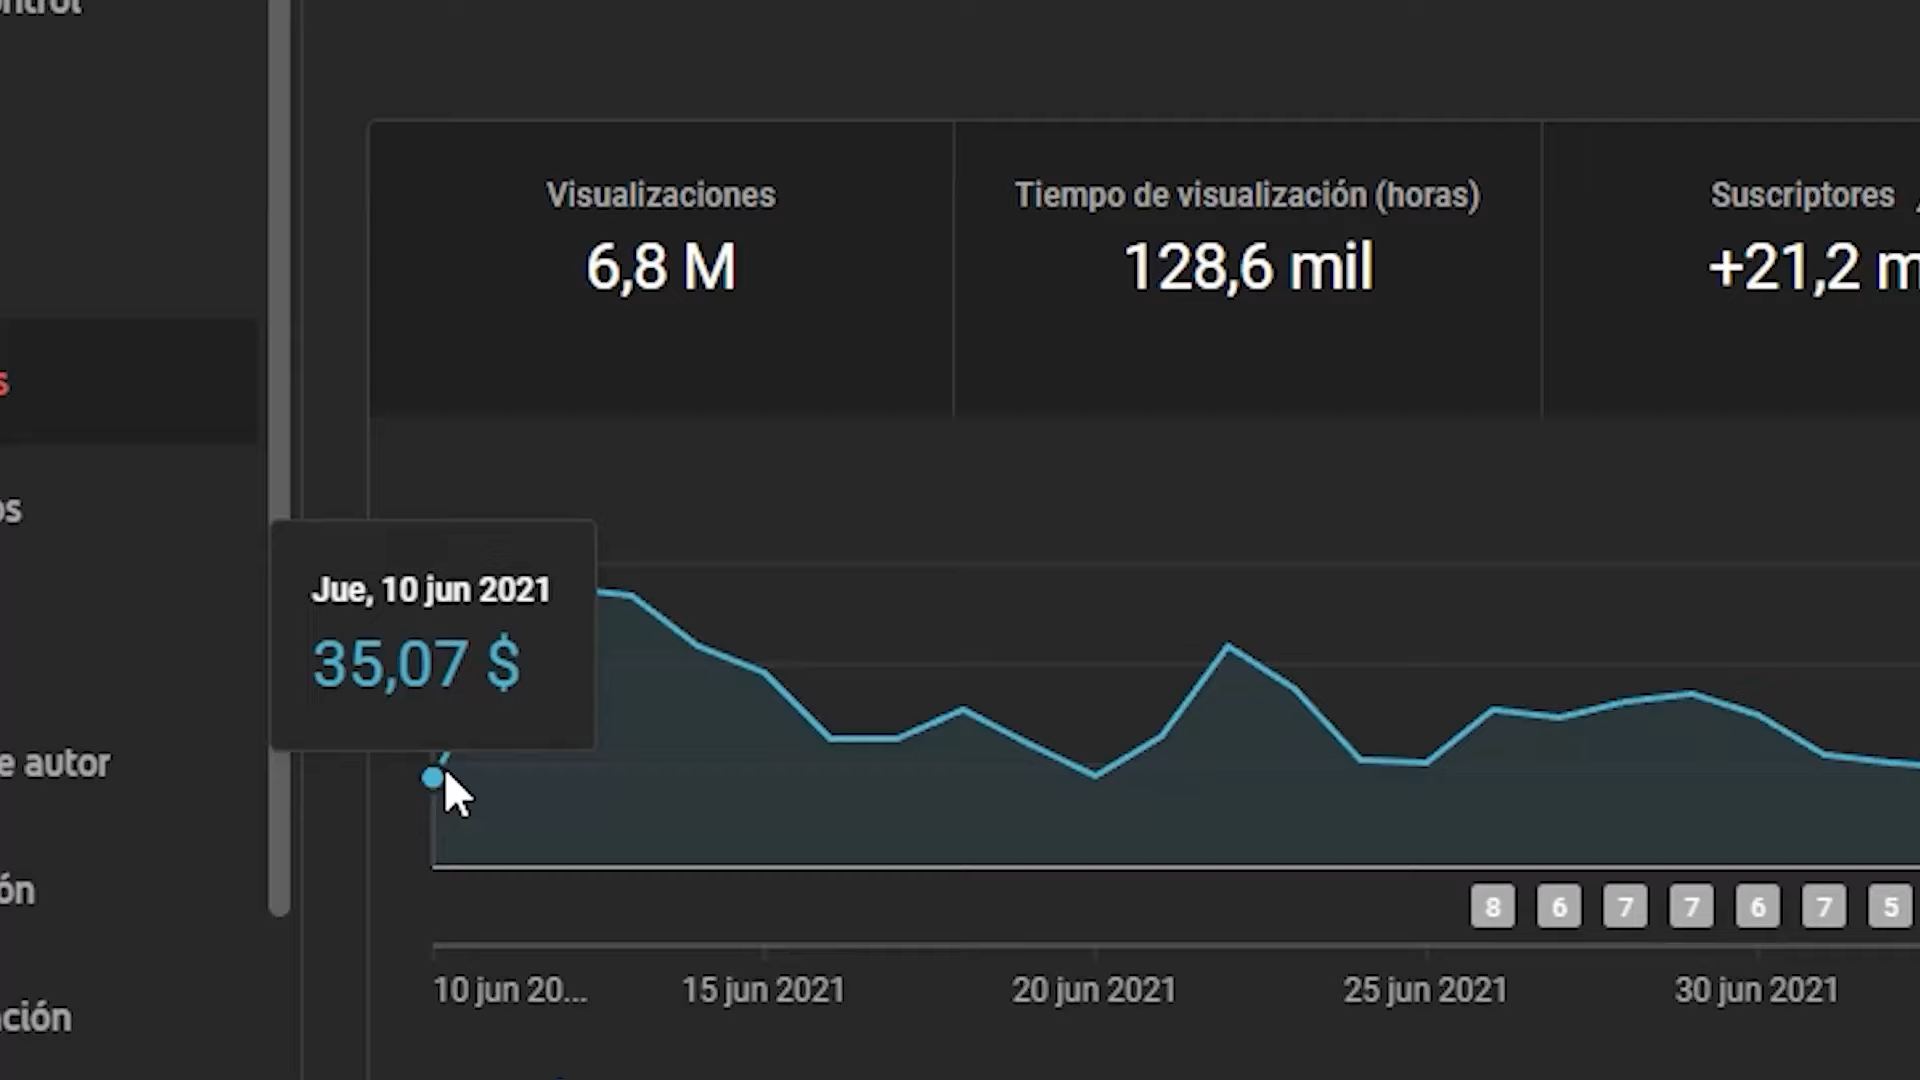 Visualizaciones
6,8 M
Tiempo de visualización (horas)
128,6 mil
Suscriptores
+21,2 m
s
os
Jue, 10 jun 2021
35,07 $
e autor
ón
ción
8 6 7 7 6 7 5
10 jun 20... 15 jun 2021 20 jun 2021 25 jun 2021 30 jun 2021